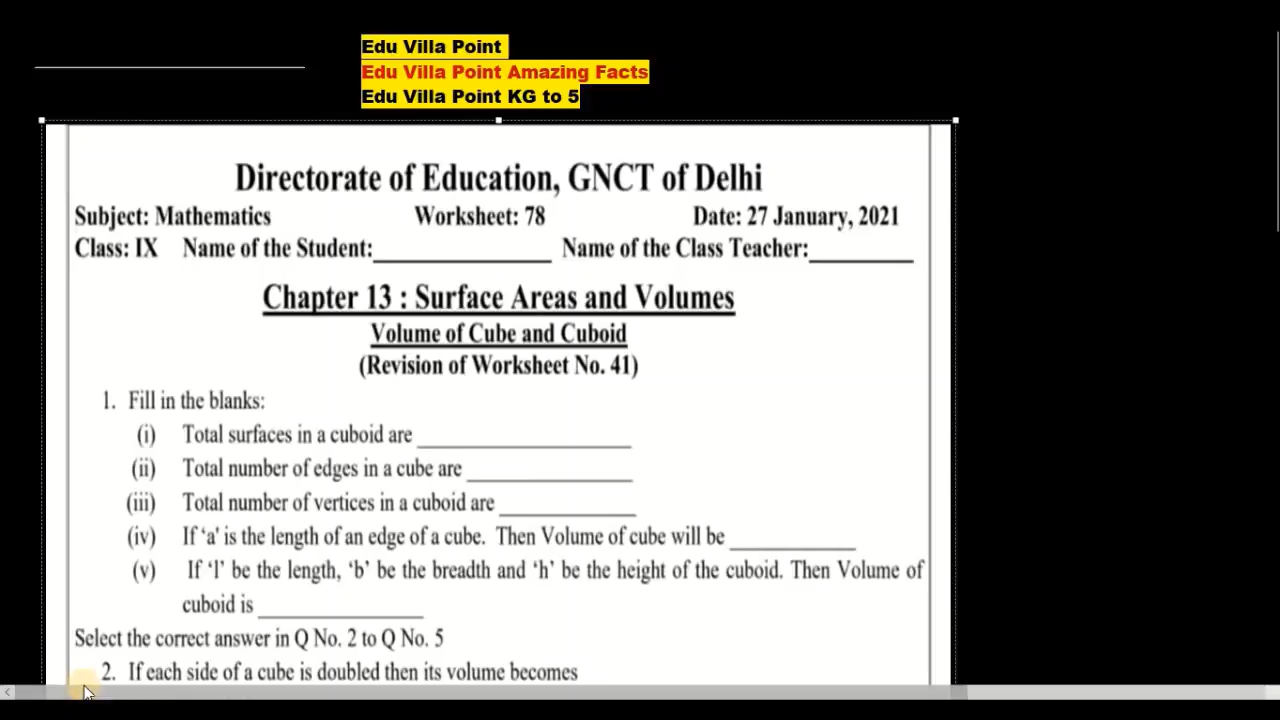 Edu Villa Point
Edu Villa Point Amazing Facts
Edu Villa Point KG to 5
Directorate of Education, GNCT of Delhi
Subject: Mathematics Worksheet: 78 Date: 27 January, 2021
Class: IX Name of the Student:____________ Name of the Class Teacher:________
Chapter 13 : Surface Areas and Volumes
Volume of Cube and Cuboid
(Revision of Worksheet No. 41)
1. Fill in the blanks:
(i) Total surfaces in a cuboid are ____________
(ii) Total number of edges in a cube are ____________
(iii) Total number of vertices in a cuboid are ____________
(iv) If ‘a' is the length of an edge of a cube. Then Volume of cube will be ____________
(v) If ‘l’ be the length, ‘b’ be the breadth and ‘h’ be the height of the cuboid. Then Volume of
cuboid is ____________
Select the correct answer in Q No. 2 to Q No. 5
2. If each side of a cube is doubled then its volume becomes